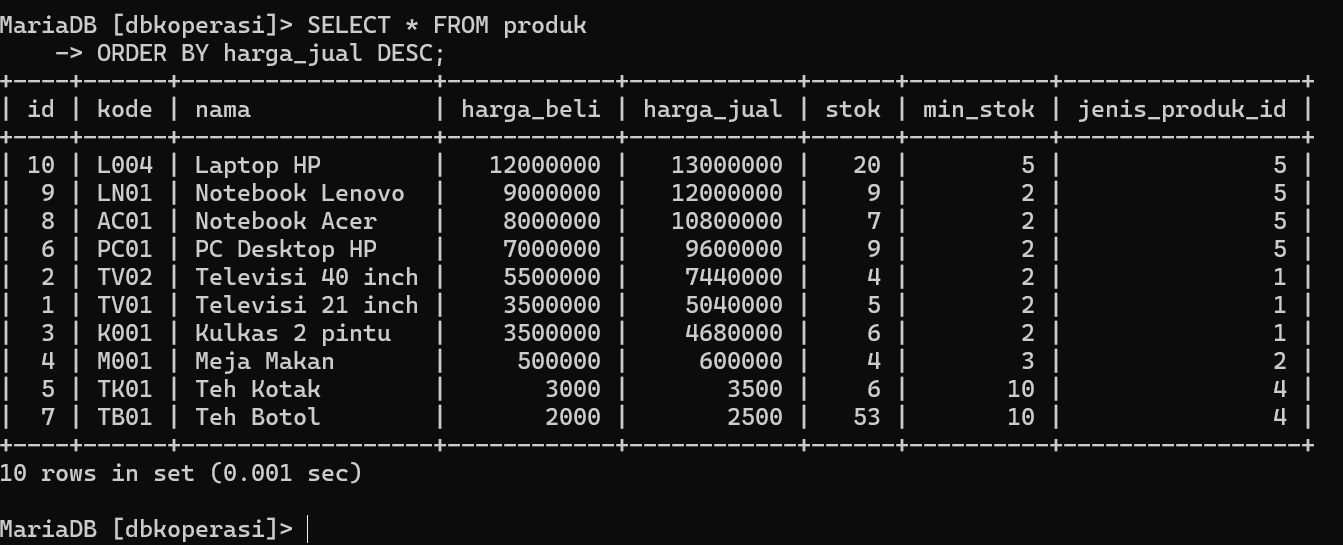 MariaDB [dbkoperasi]> SELECT * FROM produk
    -> ORDER BY harga_jual DESC;
+----+------+-------------------+------------+------------+------+----------+-----------------+
| id | kode | nama              | harga_beli | harga_jual | stok | min_stok | jenis_produk_id |
+----+------+-------------------+------------+------------+------+----------+-----------------+
| 10 | L004 | Laptop HP         |   12000000 |   13000000 |   20 |        5 |               5 |
|  9 | LN01 | Notebook Lenovo   |    9000000 |   12000000 |    9 |        2 |               5 |
|  8 | AC01 | Notebook Acer     |    8000000 |   10800000 |    7 |        2 |               5 |
|  6 | PC01 | PC Desktop HP     |    7000000 |    9600000 |    9 |        2 |               5 |
|  2 | TV02 | Televisi 40 inch  |    5500000 |    7440000 |    4 |        2 |               1 |
|  1 | TV01 | Televisi 21 inch  |    3500000 |    5040000 |    5 |        2 |               1 |
|  3 | K001 | Kulkas 2 pintu    |    3500000 |    4680000 |    6 |        2 |               1 |
|  4 | M001 | Meja Makan        |     500000 |     600000 |    4 |        3 |               2 |
|  5 | TK01 | Teh Kotak         |       3000 |       3500 |    6 |       10 |               4 |
|  7 | TB01 | Teh Botol         |       2000 |       2500 |   53 |       10 |               4 |
+----+------+-------------------+------------+------------+------+----------+-----------------+
10 rows in set (0.001 sec)
MariaDB [dbkoperasi]>